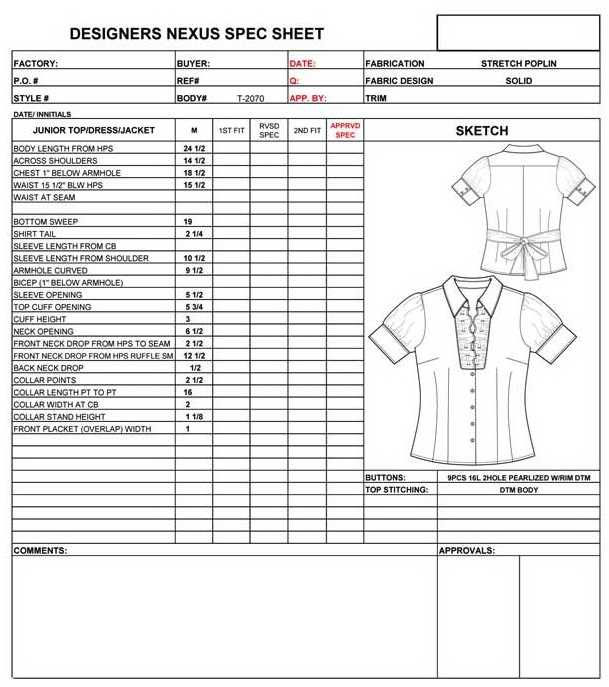 DESIGNERS NEXUS SPEC SHEET
FACTORY: BUYER: DATE: FABRICATION STRETCH POPLIN
P.O. # REF# Q: FABRIC DESIGN SOLID
STYLE # BODY# T-2070 APP. BY: TRIM
DATE/ INNITIALS
JUNIOR TOP/DRESS/JACKET M 1ST FIT RVSD SPEC 2ND FIT APPRVD SPEC SKETCH
BODY LENGTH FROM HPS 24 1/2
ACROSS SHOULDERS 14 1/2
CHEST 1" BELOW ARMHOLE 18 1/2
WAIST 15 1/2" BLW HPS 15 1/2
WAIST AT SEAM
BOTTOM SWEEP 19
SHIRT TAIL 2 1/4
SLEEVE LENGTH FROM CB
SLEEVE LENGTH FROM SHOULDER 10 1/2
ARMHOLE CURVED 9 1/2
BICEP (1" BELOW ARMHOLE)
SLEEVE OPENING 5 1/2
TOP CUFF OPENING 5 3/4
CUFF HEIGHT 3
NECK OPENING 6 1/2
FRONT NECK DROP FROM HPS TO SEAM 2 1/2
FRONT NECK DROP FROM HPS RUFFLE SM 12 1/2
BACK NECK DROP 1/2
COLLAR POINTS 2 1/2
COLLAR LENGTH PT TO PT 16
COLLAR WIDTH AT CB 2
COLLAR STAND HEIGHT 1 1/8
FRONT PLACKET (OVERLAP) WIDTH 1
BUTTONS: 9PCS 16L 2HOLE PEARLIZED W/RIM DTM
TOP STITCHING: DTM BODY
COMMENTS: APPROVALS: